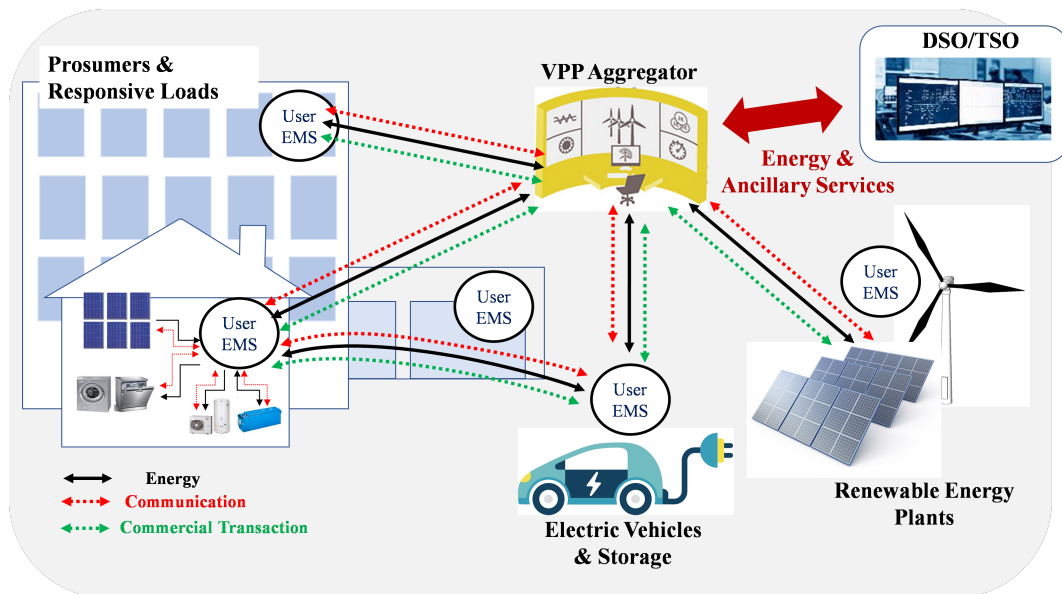 DSO/TSO
Prosumers &
Responsive Loads
VPP Aggregator
User
EMS
Energy &
Ancillary Services
User
EMS
User
EMS
User
EMS
User
EMS
Energy
Communication
Commercial Transaction
Electric Vehicles
& Storage
Renewable Energy
Plants